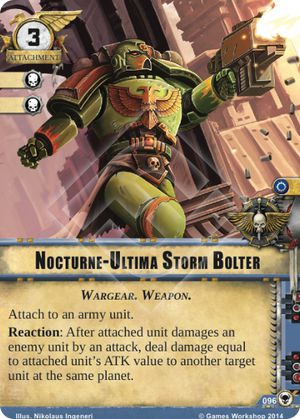 3
ATTACHMENT
NOCTURNE-ULTIMA STORM BOLTER
WARGEAR. WEAPON.
Attach to an army unit.
Reaction: After attached unit damages an
enemy unit by an attack, deal damage equal
to attached unit's ATK value to another target
unit at the same planet.
096
Illus. Nikolaus Ingeneri
© Games Workshop 2014